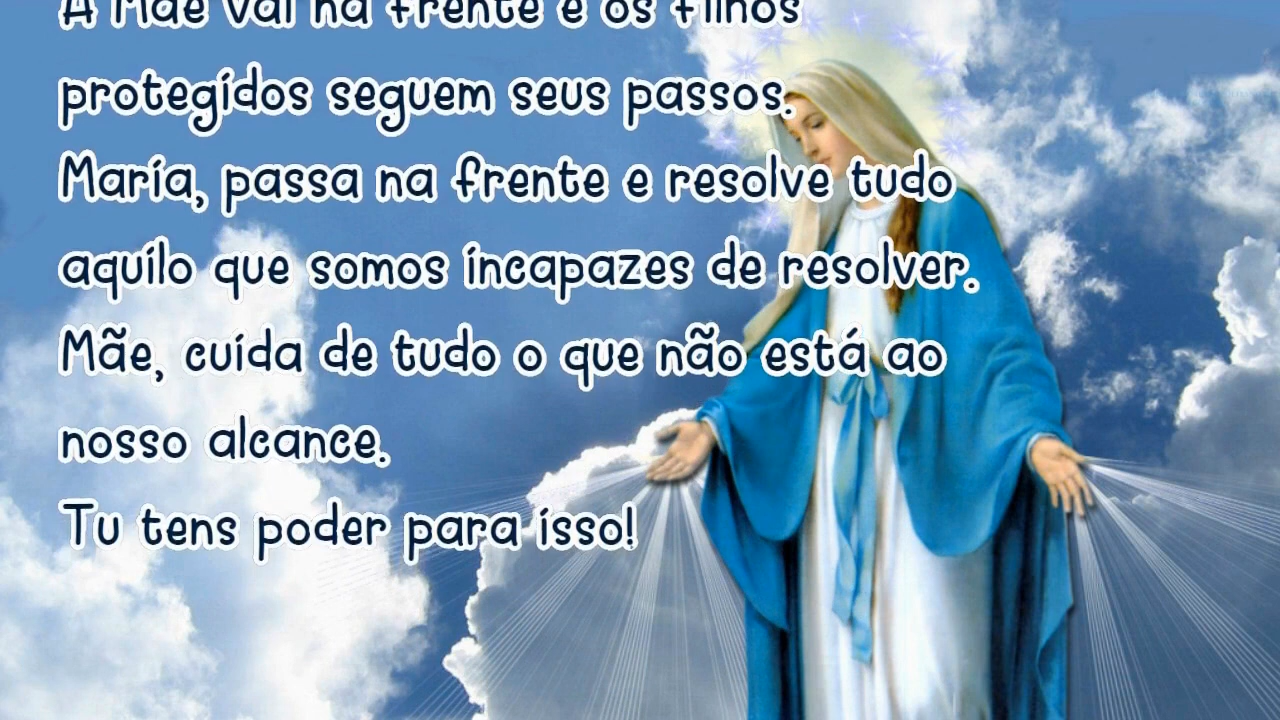 A Mãe vai na frente e os filhos
protegidos seguem seus passos.
Maria, passa na frente e resolve tudo
aquilo que somos incapazes de resolver.
Mãe, cuida de tudo o que não está ao
nosso alcance.
Tu tens poder para isso!